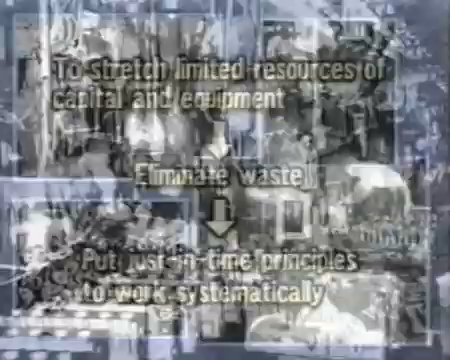 To stretch limited resources of
capital and equipment
Eliminate waste
Put just-in-time principles
to work systematically